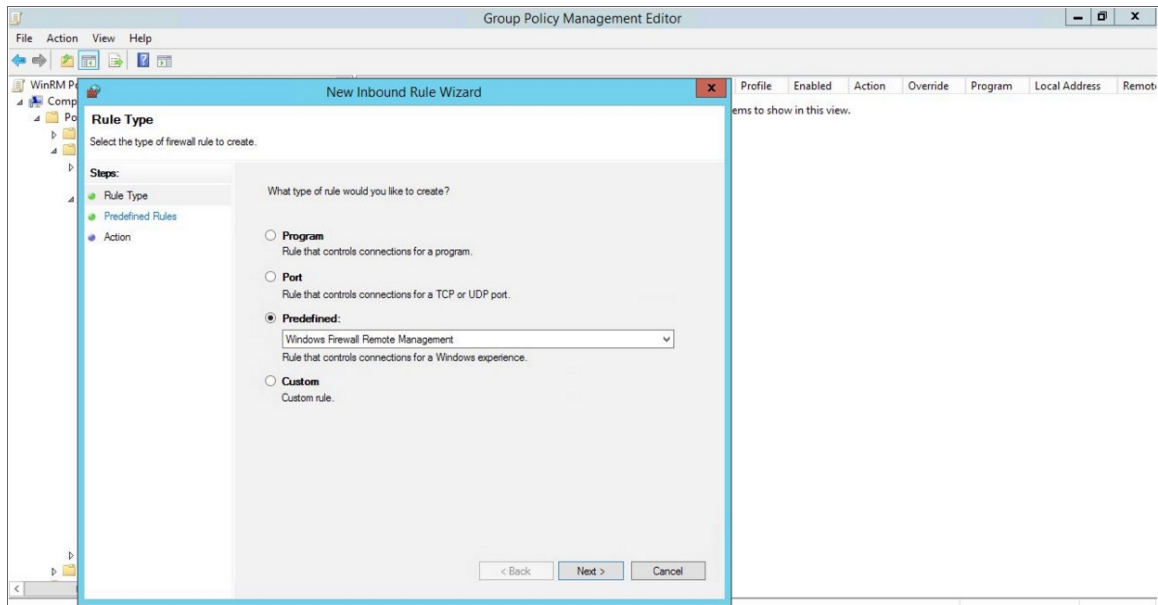 Group Policy Management Editor
File Action View Help
WinRM Po
Comp
Po
New Inbound Rule Wizard
Profile Enabled Action Override Program Local Address Remot
ems to show in this view.
Rule Type
Select the type of firewall rule to create.
Steps:
Rule Type
Predefined Rules
Action
What type of rule would you like to create?
Program
Rule that controls connections for a program.
Port
Rule that controls connections for a TCP or UDP port.
Predefined:
Windows Firewall Remote Management
Rule that controls connections for a Windows experience.
Custom
Custom rule.
< Back Next > Cancel